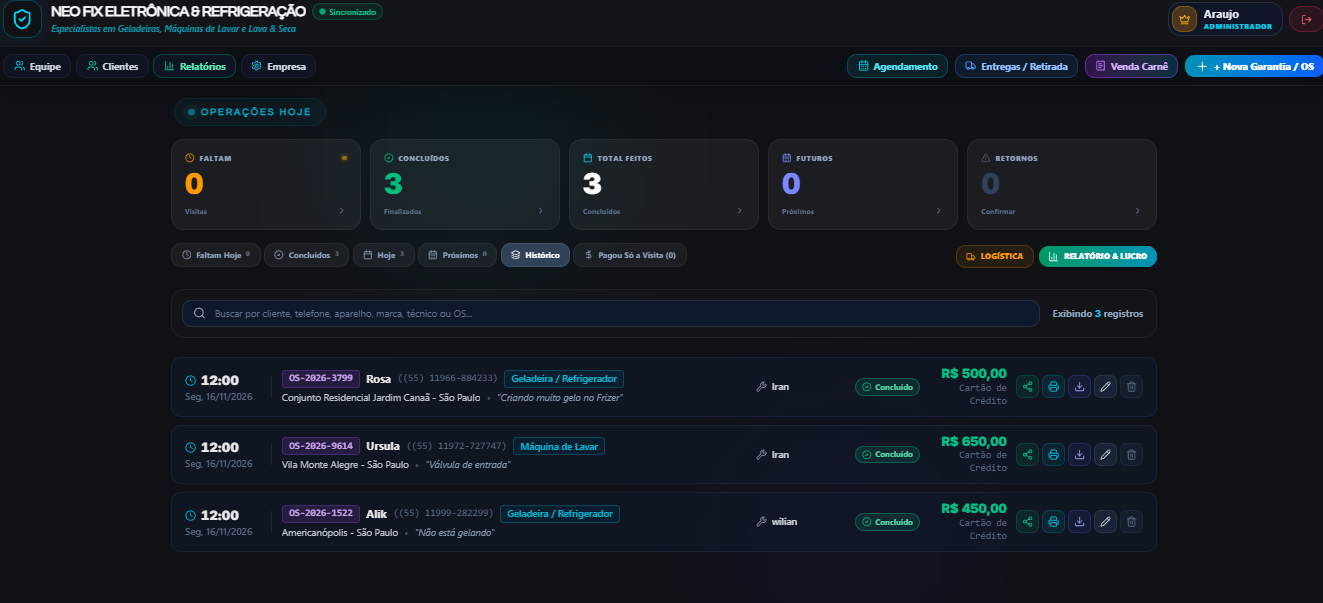 NEO FIX ELETRÔNICA & REFRIGERAÇÃO
Sincronizado
Especialistas em Geladeiras, Máquinas de Lavar e Lava & Seca
Araujo
ADMINISTRADOR
Equipe
Clientes
Relatórios
Empresa
Agendamento
Entregas / Retirada
Venda Carnê
+ Nova Garantia / OS
OPERAÇÕES HOJE
FALTAM
0
Visitas
CONCLUÍDOS
3
Finalizados
TOTAL FEITOS
3
Concluídos
FUTUROS
0
Próximos
RETORNOS
0
Confirmar
Faltam Hoje 0
Concluídos 3
Hoje 3
Próximos 0
Histórico
Pagou Só a Visita (0)
LOGÍSTICA
RELATÓRIO & LUCRO
Buscar por cliente, telefone, aparelho, marca, técnico ou OS...
Exibindo 3 registros
12:00
Seg, 16/11/2026
OS-2026-3799 Rosa ((55) 11966-884233) Geladeira / Refrigerador
Conjunto Residencial Jardim Canaã - São Paulo • "Criando muito gelo no Frizer"
Iran
Concluído
R$ 500,00
Cartão de
Crédito
12:00
Seg, 16/11/2026
OS-2026-9614 Ursula ((55) 11972-727747) Máquina de Lavar
Vila Monte Alegre - São Paulo • "Válvula de entrada"
Iran
Concluído
R$ 650,00
Cartão de
Crédito
12:00
Seg, 16/11/2026
OS-2026-1522 Alik ((55) 11999-282299) Geladeira / Refrigerador
Americanópolis - São Paulo • "Não está gelando"
wilian
Concluído
R$ 450,00
Cartão de
Crédito